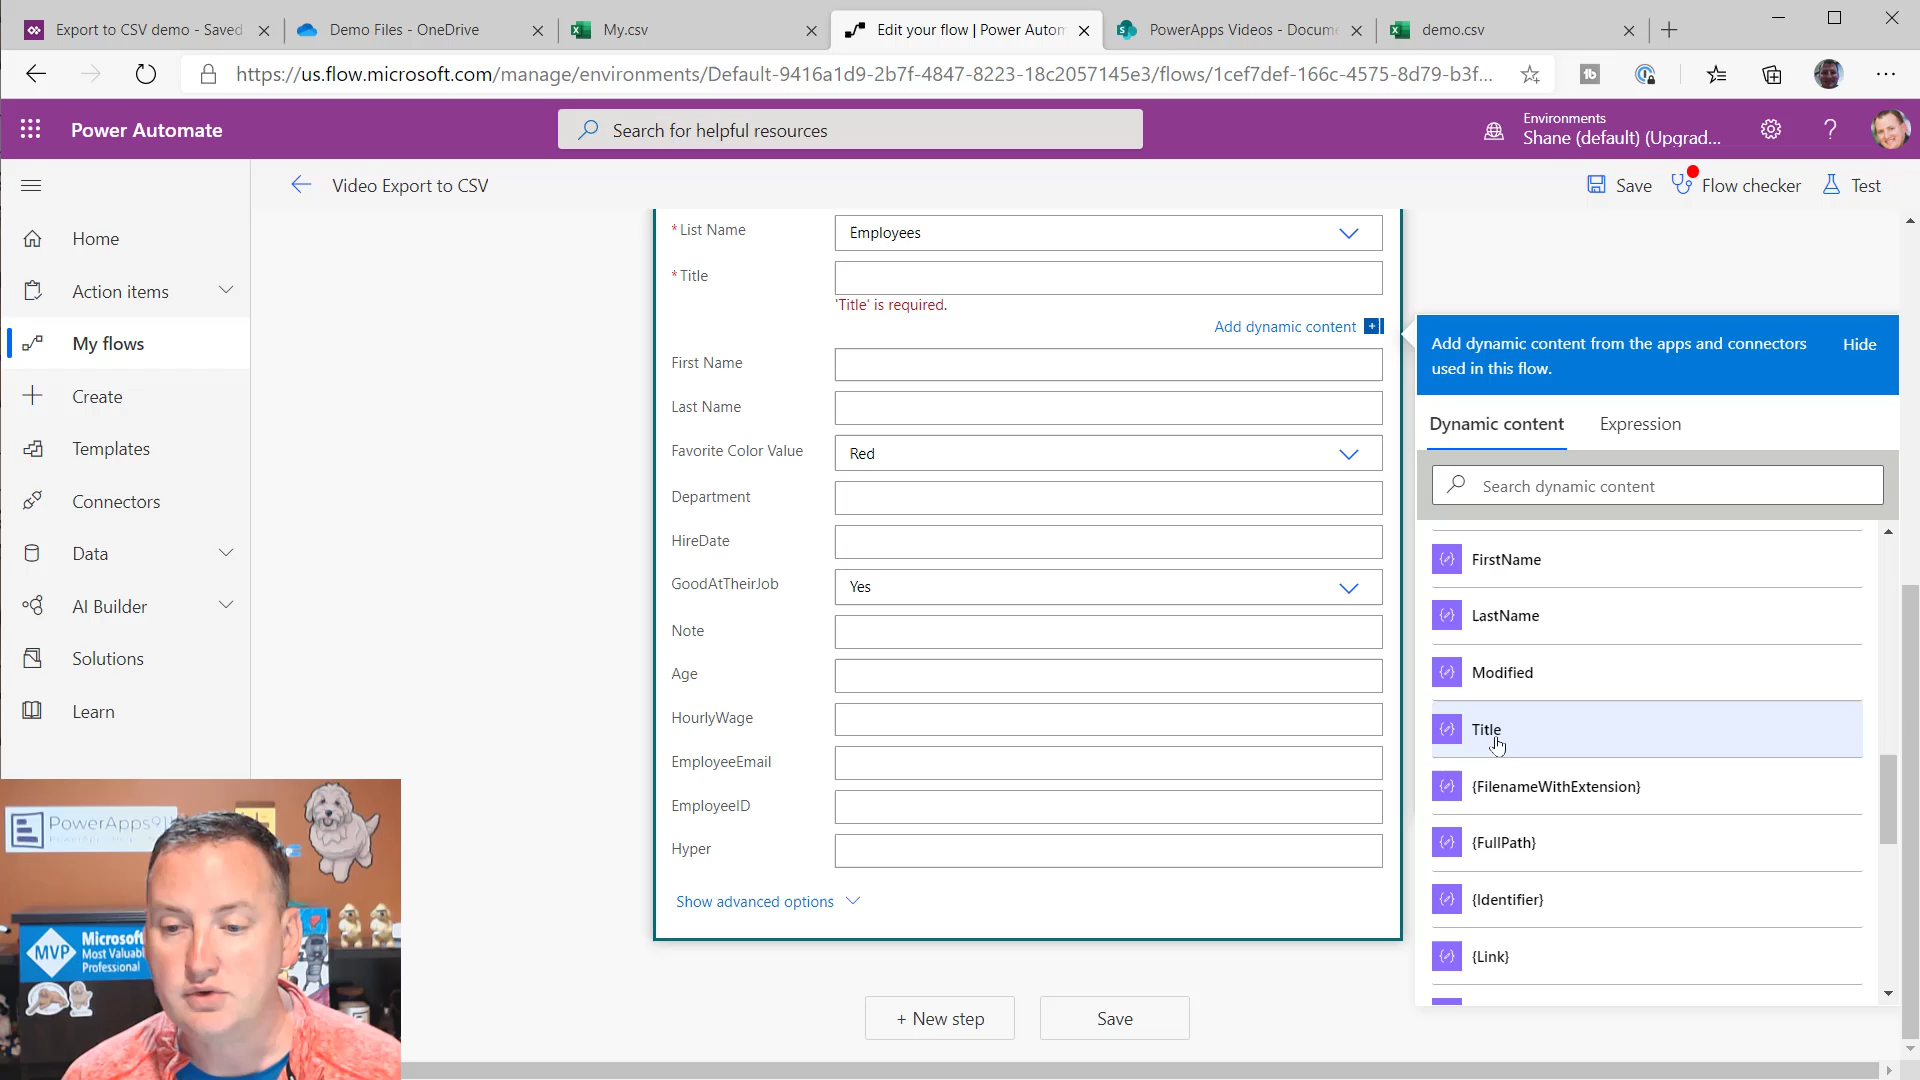 Export to CSV demo - Saved
Demo Files - OneDrive
My.csv
Edit your flow | Power Autom
PowerApps Videos - Docume
demo.csv
https://us.flow.microsoft.com/manage/environments/Default-9416a1d9-2b7f-4847-8223-18c2057145e3/flows/1cef7def-166c-4575-8d79-b3f...
Power Automate
Search for helpful resources
Environments
Shane (default) (Upgrad...
Video Export to CSV
Save
Flow checker
Test
Home
Action items
My flows
Create
Templates
Connectors
Data
AI Builder
Solutions
Learn
*List Name
Employees
*Title
'Title' is required.
Add dynamic content
First Name
Last Name
Favorite Color Value
Red
Department
HireDate
GoodAtTheirJob
Yes
Note
Age
HourlyWage
EmployeeEmail
EmployeeID
Hyper
Show advanced options
+ New step
Save
Add dynamic content from the apps and connectors
used in this flow.
Hide
Dynamic content
Expression
Search dynamic content
FirstName
LastName
Modified
Title
{FilenameWithExtension}
{FullPath}
{Identifier}
{Link}
PowerApps911
MVP
Microsoft
Most Valuabl
Professional